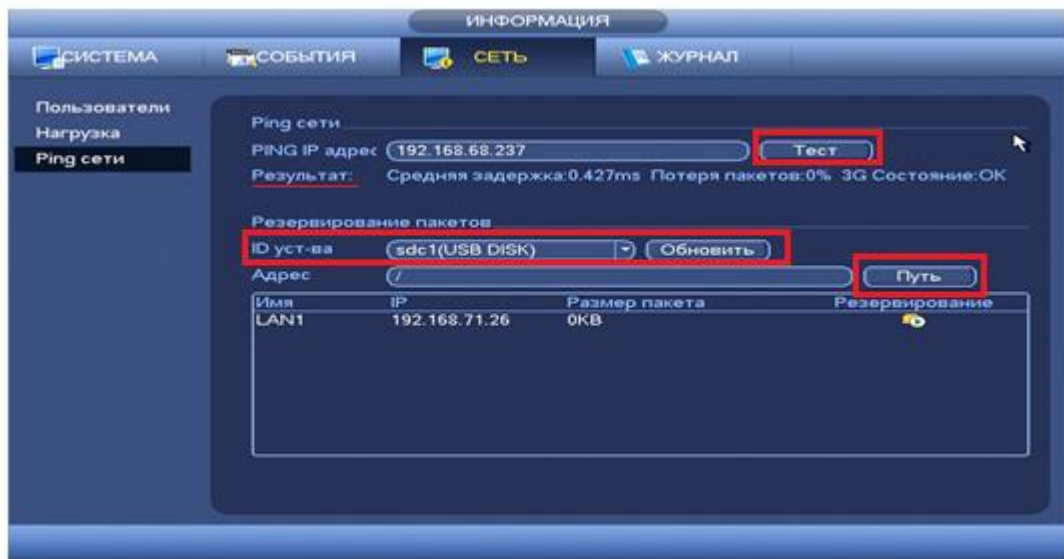 ИНФОРМАЦИЯ
СИСТЕМА СОБЫТИЯ СЕТЬ ЖУРНАЛ
Пользователи
Нагрузка
Ping сети
Ping сети
PING IP адрес 192.168.68.237 Тест
Результат: Средняя задержка:0.427ms Потеря пакетов:0% 3G Состояние:OK
Резервирование пакетов
ID уст-ва sdc1(USB DISK) Обновить
Адрес / Путь
Имя IP Размер пакета Резервирование
LAN1 192.168.71.26 0KB